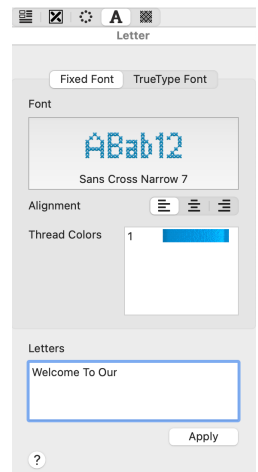 A
Letter
Fixed Font TrueType Font
Font
ABab12
Sans Cross Narrow 7
Alignment
Thread Colors 1
Letters
Welcome To Our
Apply
?